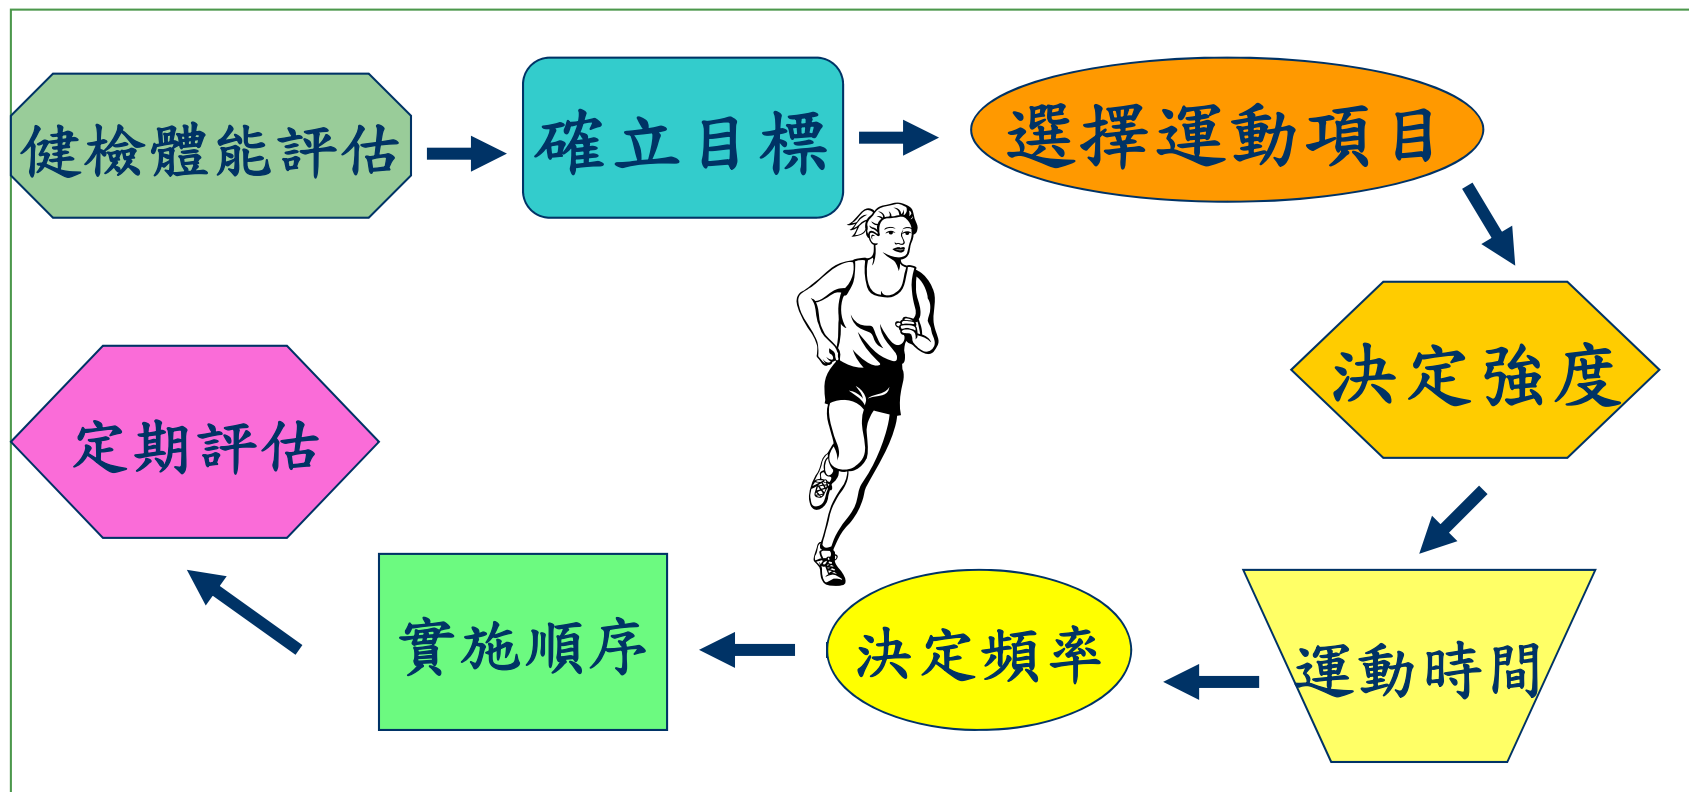 健檢體能評估
確立目標
選擇運動項目
決定強度
運動時間
決定頻率
實施順序
定期評估